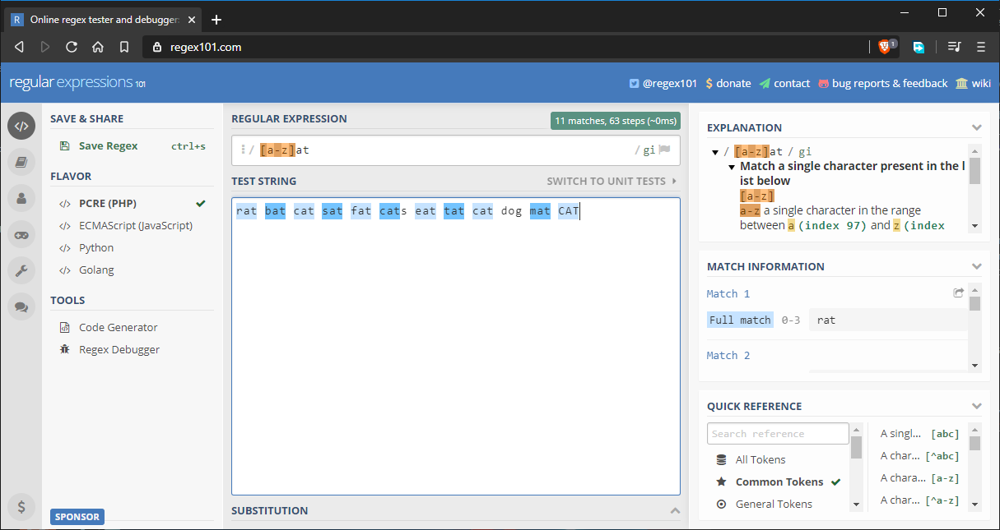 R Online regex tester and debugger:
regex101.com
1
regular expressions 101
@regex101 $ donate contact bug reports & feedback wiki
SAVE & SHARE
Save Regex ctrl+s
FLAVOR
</> PCRE (PHP)
</> ECMAScript (JavaScript)
</> Python
</> Golang
TOOLS
Code Generator
Regex Debugger
$
SPONSOR
REGULAR EXPRESSION
11 matches, 63 steps (~0ms)
/ [a-z]at / gi
TEST STRING SWITCH TO UNIT TESTS
rat bat cat sat fat cats eat tat cat dog mat CAT
SUBSTITUTION
EXPLANATION
/ [a-z]at / gi
Match a single character present in the l
ist below
[a-z]
a-z a single character in the range
between a (index 97) and z (index
MATCH INFORMATION
Match 1
Full match 0-3 rat
Match 2
QUICK REFERENCE
Search reference
All Tokens
Common Tokens
General Tokens
A singl... [abc]
A char... [^abc]
A chara... [a-z]
A char... [^a-z]